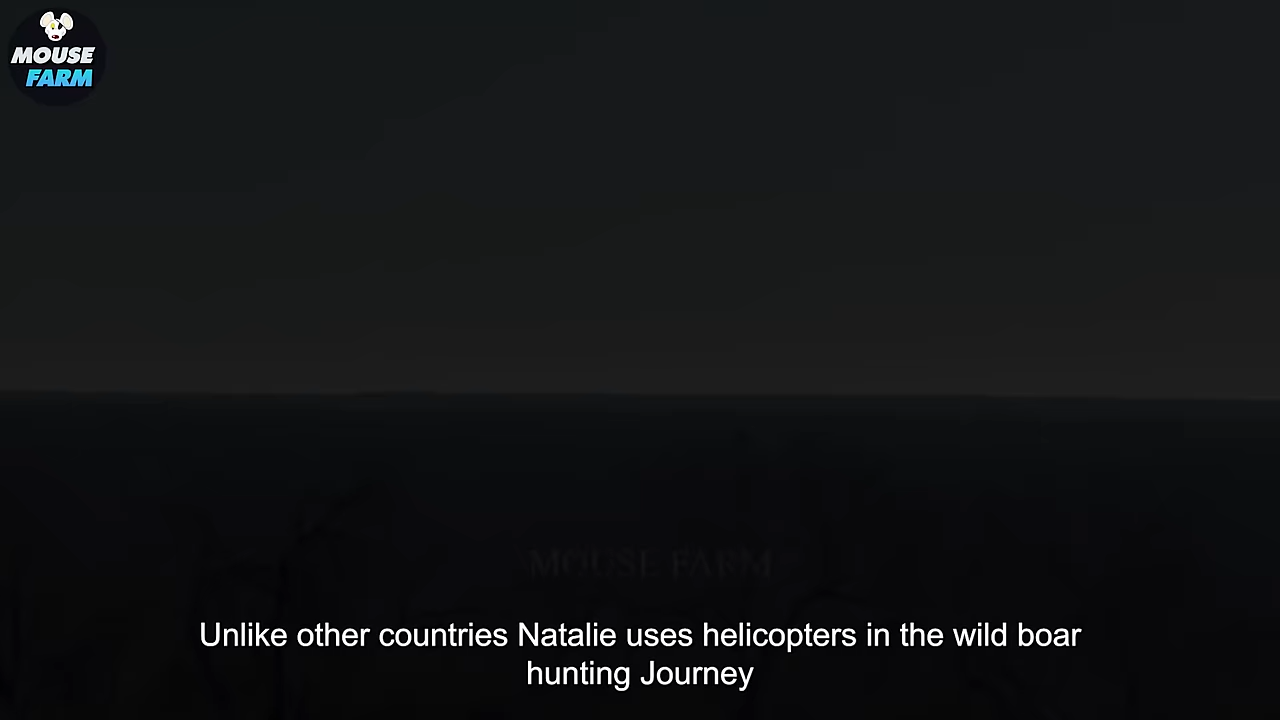 MOUSE
FARM
MOUSE FARM
Unlike other countries Natalie uses helicopters in the wild boar
hunting Journey